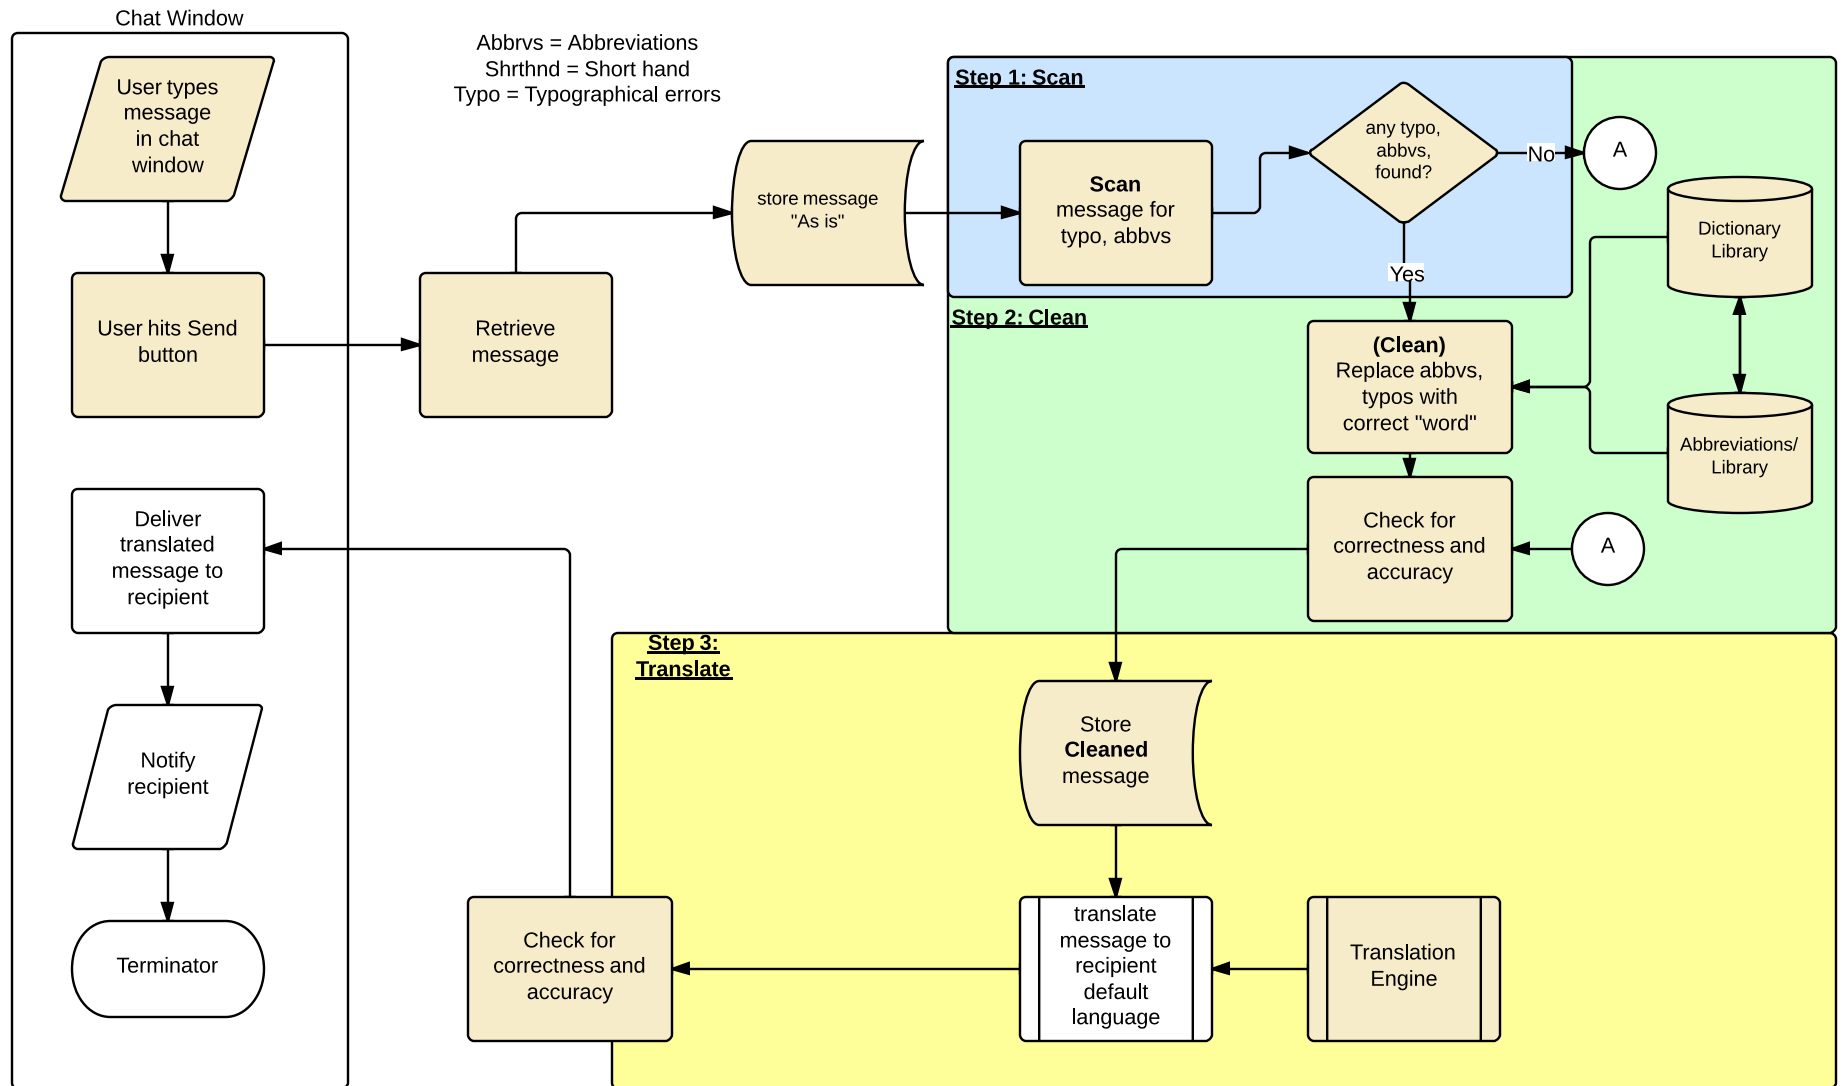 Chat Window
User types
message
in chat
window
User hits Send
button
Abbrvs = Abbreviations
Shrthnd = Short hand
Typo = Typographical errors
Retrieve
message
store message
"As is"
Step 1: Scan
Scan
message for
typo, abbvs
any typo,
abbvs,
found?
No
A
Yes
Step 2: Clean
(Clean)
Replace abbvs,
typos with
correct "word"
Dictionary
Library
Abbreviations/
Library
Check for
correctness and
accuracy
A
Step 3:
Translate
Store
Cleaned
message
translate
message to
recipient
default
language
Translation
Engine
Check for
correctness and
accuracy
Deliver
translated
message to
recipient
Notify
recipient
Terminator